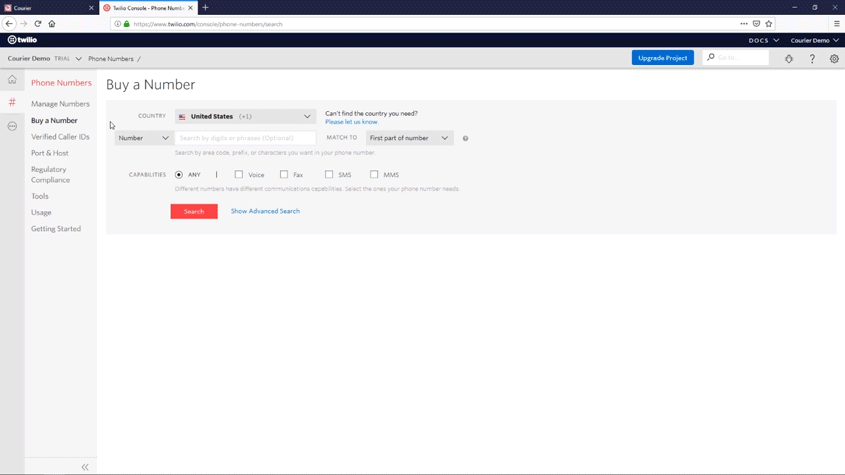 Courier
Twilio Console - Phone Numb
https://www.twilio.com/console/phone-numbers/search
twilio
DOCS
Courier Demo
Courier Demo TRIAL
Phone Numbers /
Upgrade Project
Go to...
Phone Numbers
Manage Numbers
Buy a Number
Verified Caller IDs
Port & Host
Regulatory
Compliance
Tools
Usage
Getting Started
Buy a Number
COUNTRY
United States (+1)
Can't find the country you need?
Please let us know.
Number
Search by digits or phrases (Optional)
MATCH TO
First part of number
Search by area code, prefix, or characters you want in your phone number.
CAPABILITIES
ANY
Voice
Fax
SMS
MMS
Different numbers have different communications capabilities. Select the ones your phone number needs.
Search
Show Advanced Search